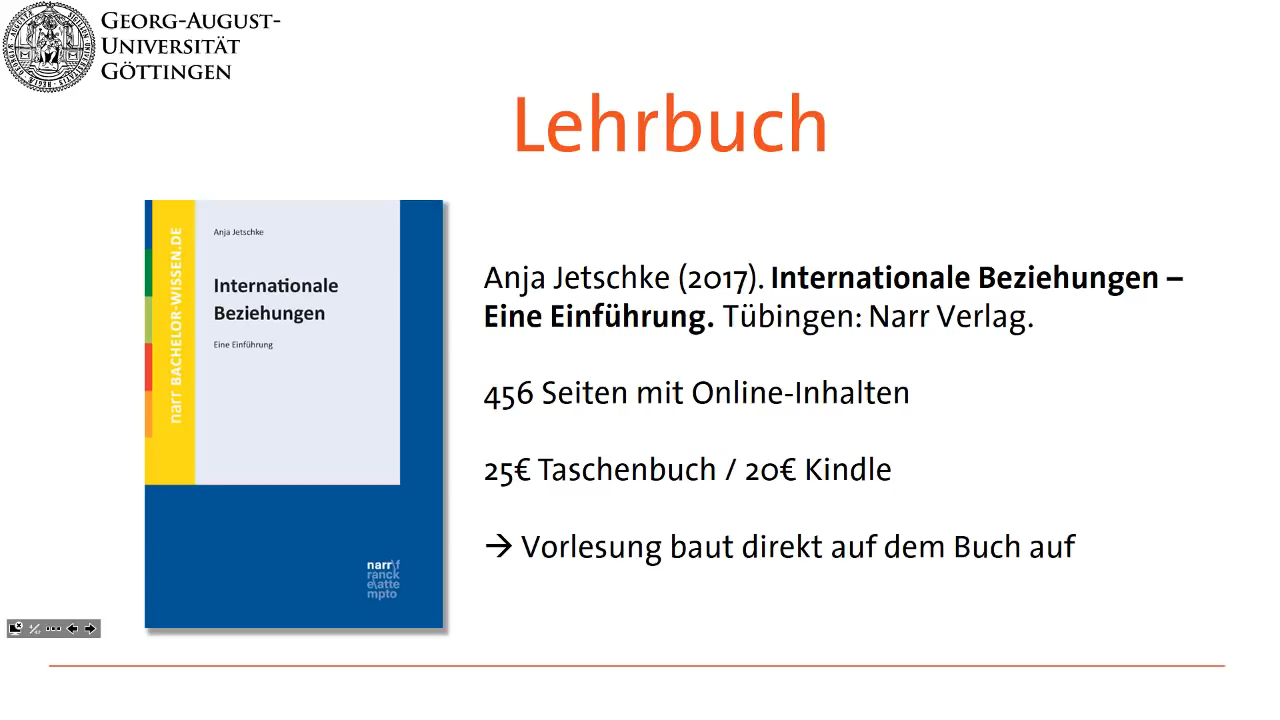 GEORG-AUGUST-
UNIVERSITÄT
GÖTTINGEN
Lehrbuch
narr BACHELOR-WISSEN.DE
Anja Jetschke
Internationale
Beziehungen
Eine Einführung
narr\f
ranck
e\atte
mpto
Anja Jetschke (2017). Internationale Beziehungen –
Eine Einführung. Tübingen: Narr Verlag.
456 Seiten mit Online-Inhalten
25€ Taschenbuch / 20€ Kindle
→ Vorlesung baut direkt auf dem Buch auf